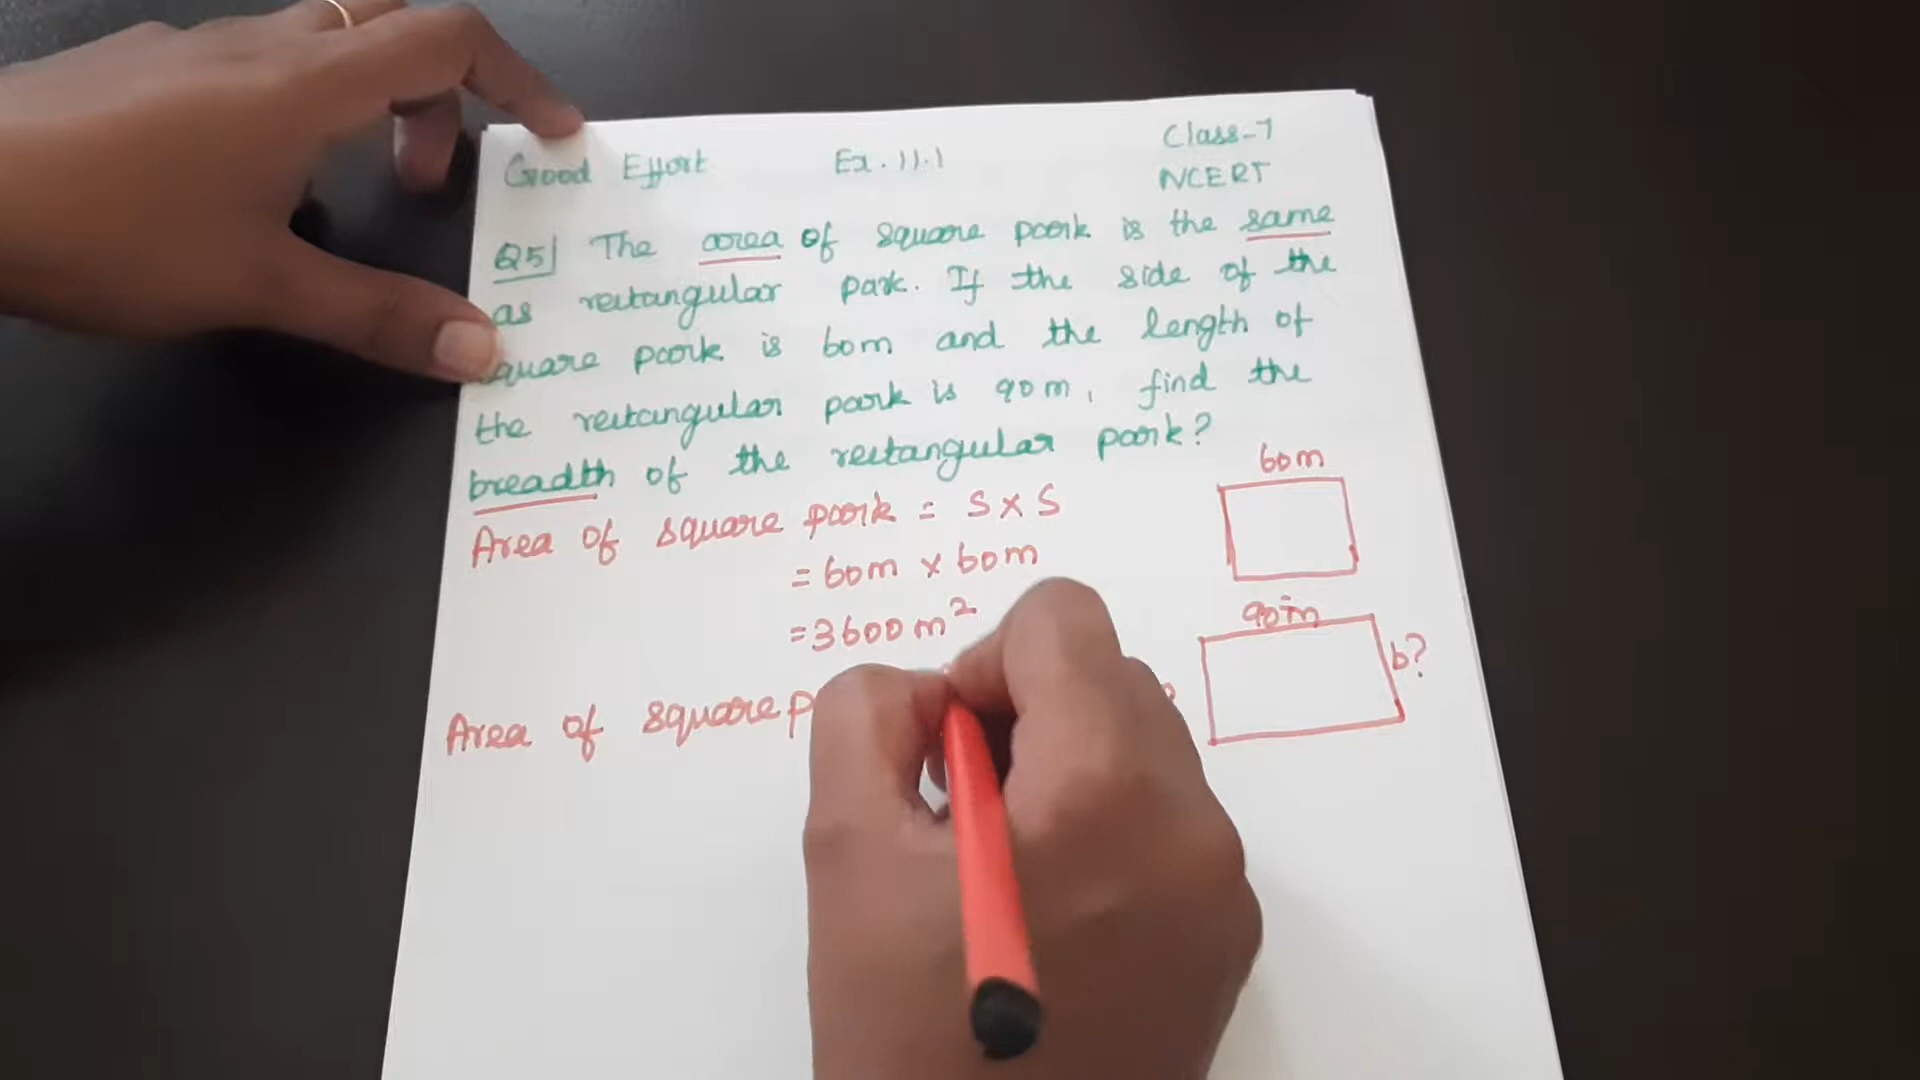 Good Effort Ex. 11.1 Class-7
NCERT
Q5| The area of square park is the same
as rectangular park. If the side of the
square park is 60m and the length of
the rectangular park is 90m, find the
breadth of the rectangular park?
Area of square park = S x S
= 60m x 60m
= 3600 m²
Area of square
60m
90m
b?